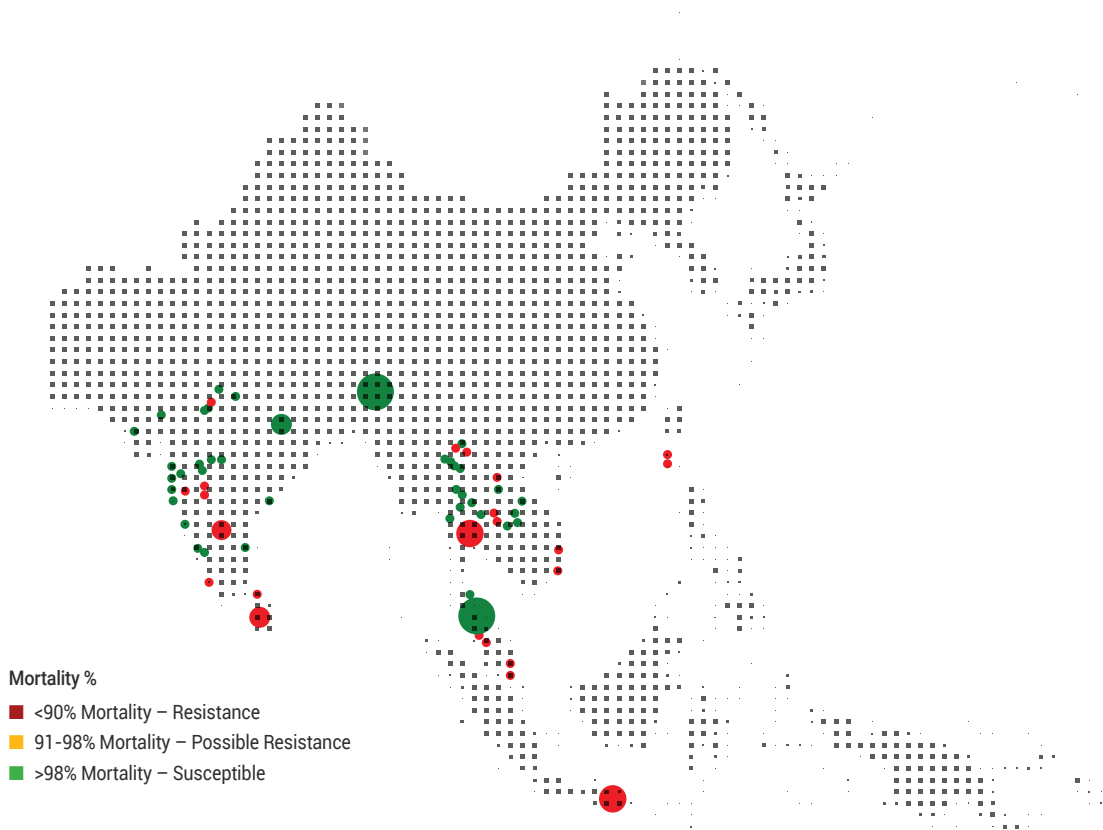 Mortality %
<90% Mortality – Resistance
91-98% Mortality – Possible Resistance
>98% Mortality – Susceptible